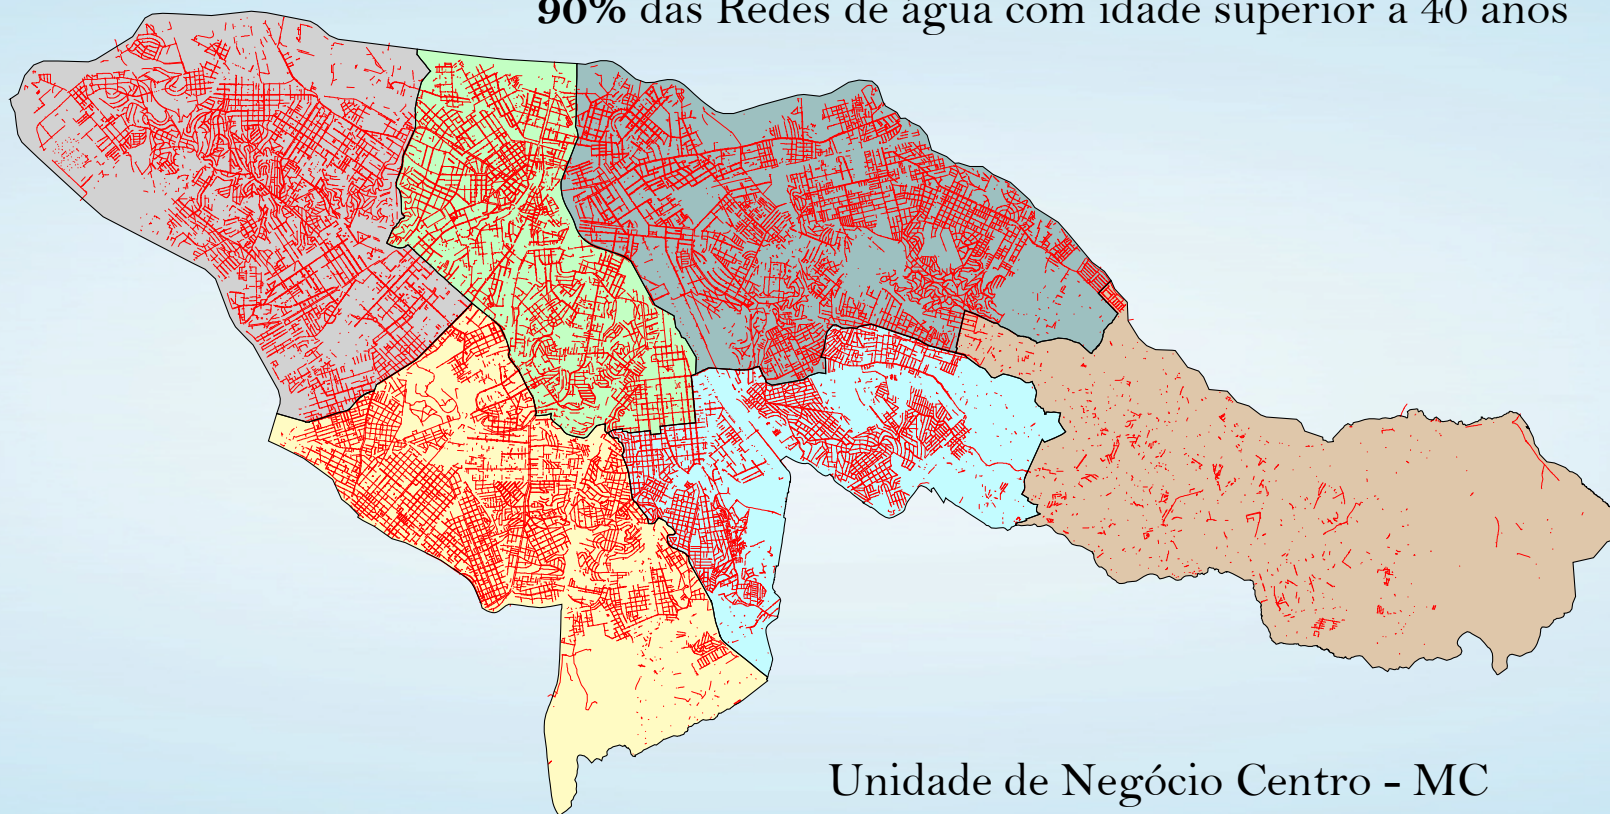 90% das Redes de água com idade superior a 40 anos
Unidade de Negócio Centro - MC